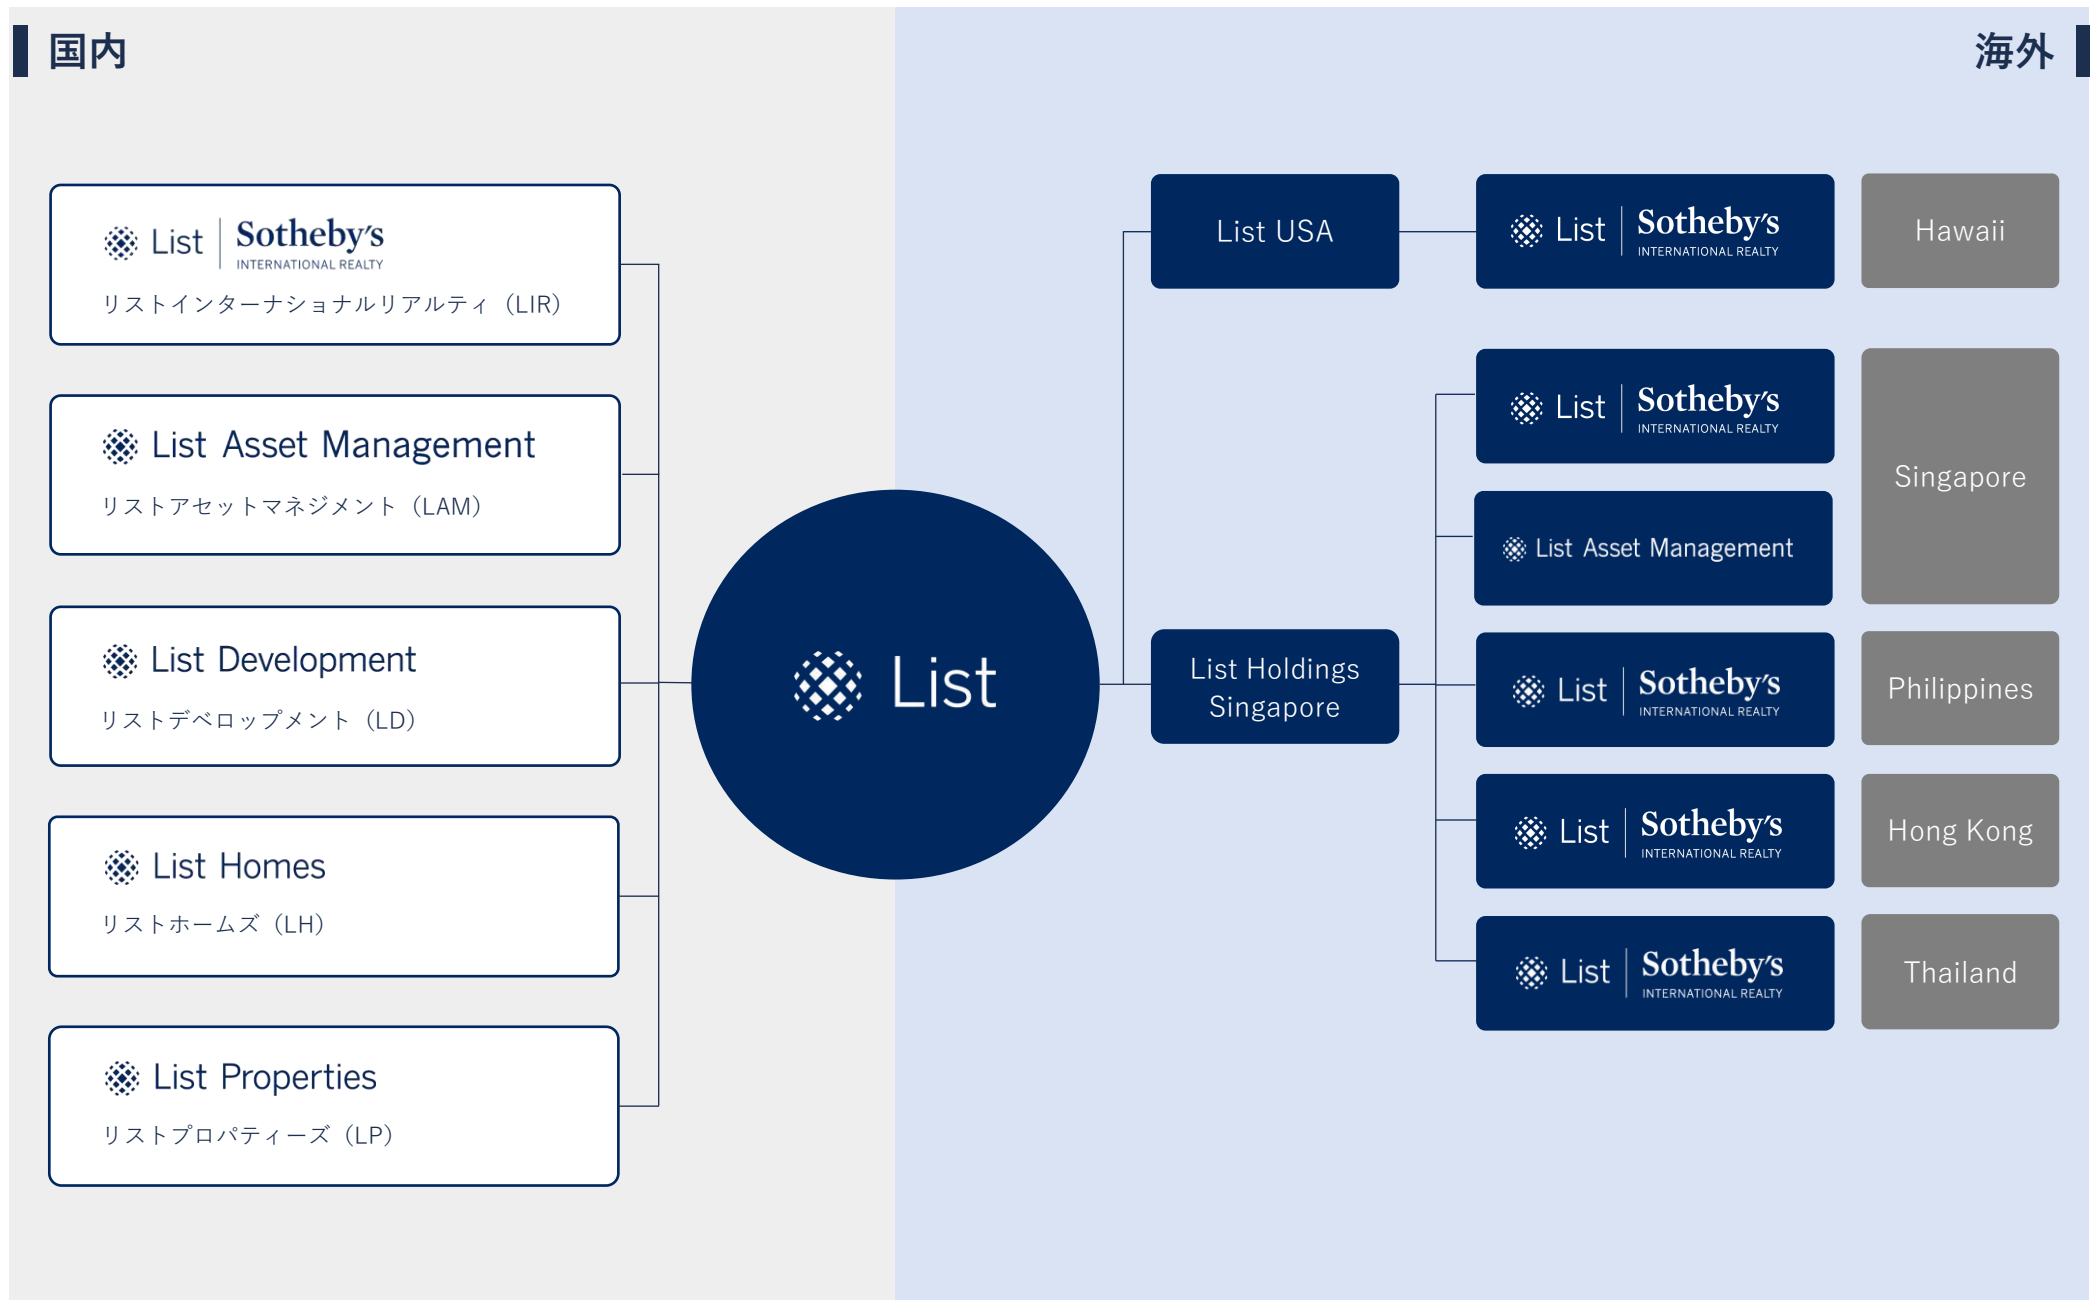 国内
海外
List Sotheby's
INTERNATIONAL REALTY
リストインターナショナルリアルティ（LIR）
List Asset Management
リストアセットマネジメント（LAM）
List Development
リストデベロップメント（LD）
List Homes
リストホームズ（LH）
List Properties
リストプロパティーズ（LP）
List
List USA
List Sotheby's
INTERNATIONAL REALTY
Hawaii
List Holdings
Singapore
List Sotheby's
INTERNATIONAL REALTY
List Asset Management
Singapore
List Sotheby's
INTERNATIONAL REALTY
Philippines
List Sotheby's
INTERNATIONAL REALTY
Hong Kong
List Sotheby's
INTERNATIONAL REALTY
Thailand